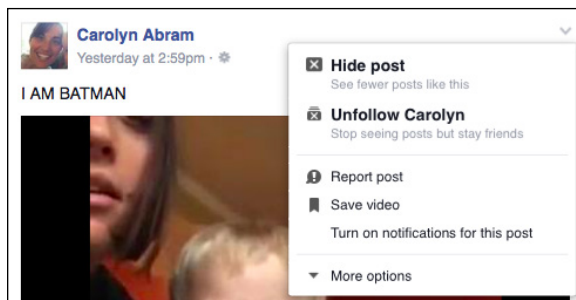 Carolyn Abram
Yesterday at 2:59pm ·
I AM BATMAN
Hide post
See fewer posts like this
Unfollow Carolyn
Stop seeing posts but stay friends
Report post
Save video
Turn on notifications for this post
More options